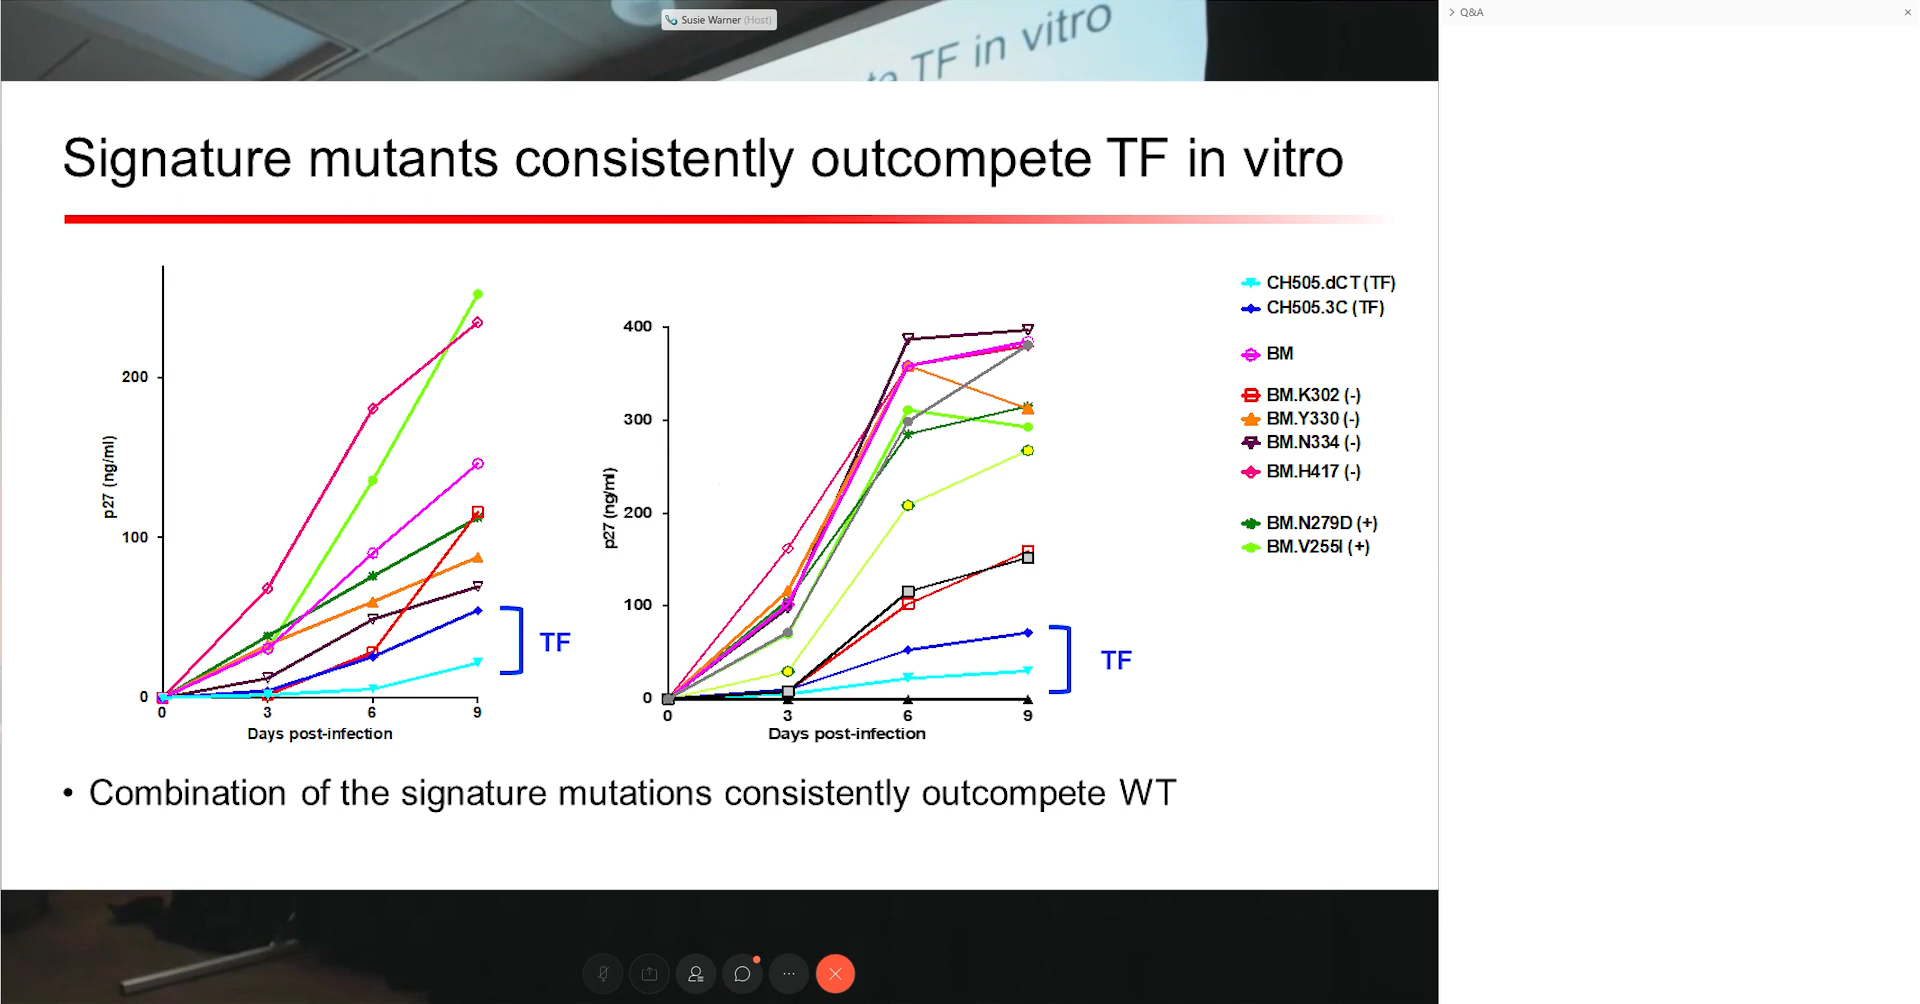 Susie Warner (Host)
Q&A
TF in vitro
Signature mutants consistently outcompete TF in vitro
200
100
0
p27 (ng/ml)
0 3 6 9
Days post-infection
TF
400
300
200
100
0
p27 (ng/ml)
0 3 6 9
Days post-infection
TF
CH505.dCT (TF)
CH505.3C (TF)
BM
BM.K302 (-)
BM.Y330 (-)
BM.N334 (-)
BM.H417 (-)
BM.N279D (+)
BM.V255I (+)
• Combination of the signature mutations consistently outcompete WT